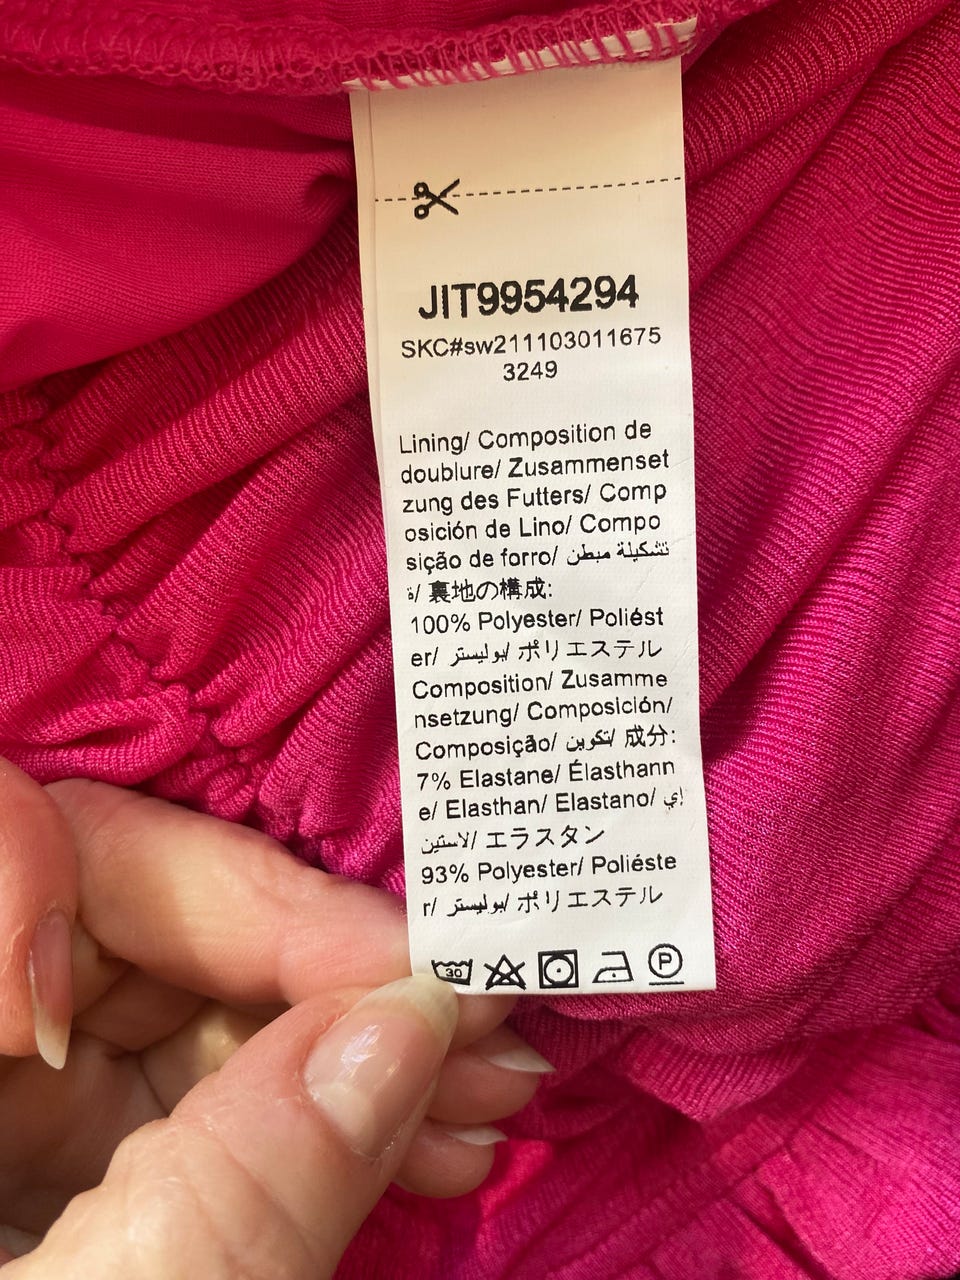 JIT9954294
SKC#sw211103011675
3249
Lining/ Composition de
doublure/ Zusammenset
zung des Futters/ Comp
osición de Lino/ Compo
sição de forro/ تشكيلة مبطن
ة/ 裏地の構成:
100% Polyester/ Poliést
er/ بوليستر/ ポリエステル
Composition/ Zusamme
nsetzung/ Composición/
Composição/ تكوين/ 成分:
7% Elastane/ Élasthann
e/ Elasthan/ Elastano/ إي
لاستين/ エラスタン
93% Polyester/ Poliéste
r/ بوليستر/ ポリエステル
30 P